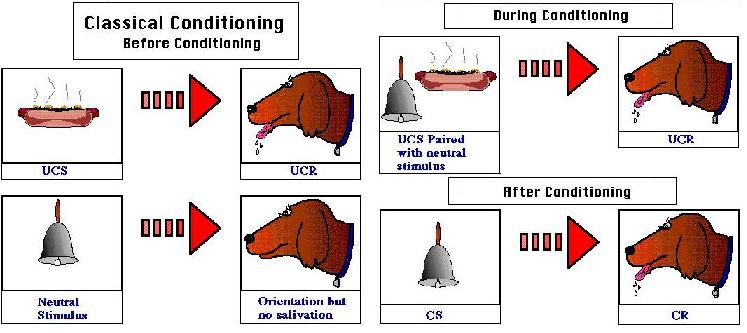 Classical Conditioning
Before Conditioning
UCS
UCR
Neutral
Stimulus
Orientation but
no salivation
During Conditioning
UCS Paired
with neutral
stimulus
UCR
After Conditioning
CS
CR